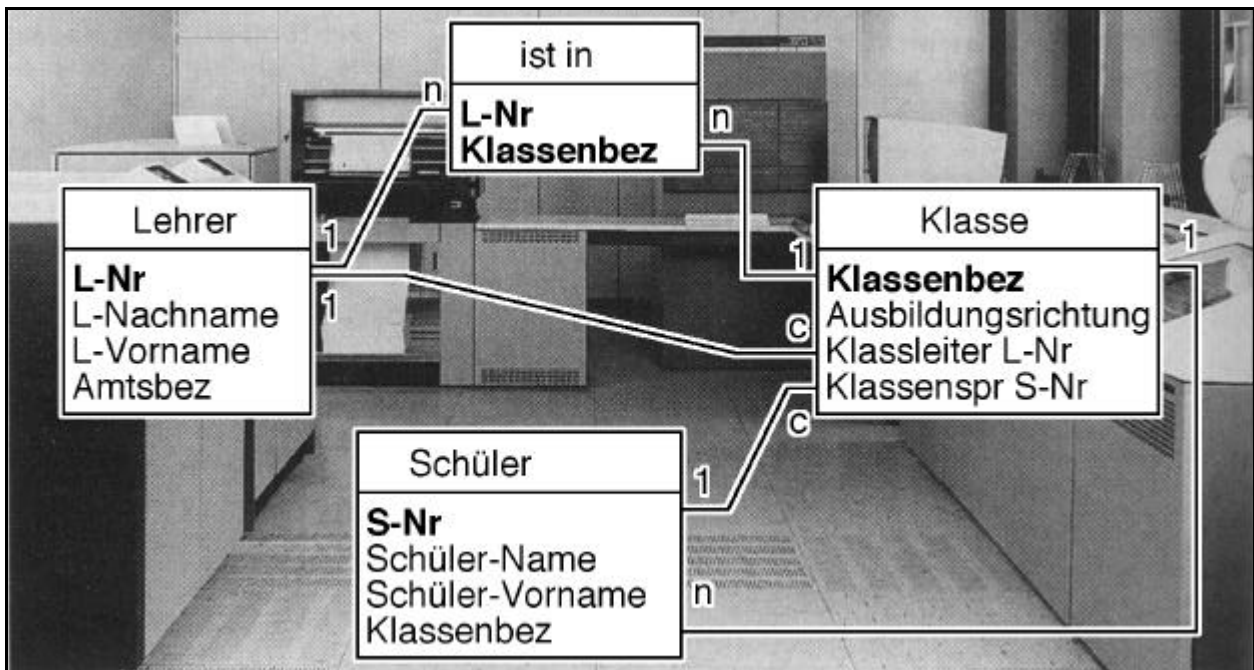 ist in
n
L-Nr
n
Klassenbez
Lehrer
1
L-Nr
L-Nachname
1
L-Vorname
Amtsbez
Klasse
1
1
Klassenbez
Ausbildungsrichtung
c
Klassleiter L-Nr
Klassenspr S-Nr
c
Schüler
1
S-Nr
Schüler-Name
Schüler-Vorname
n
Klassenbez